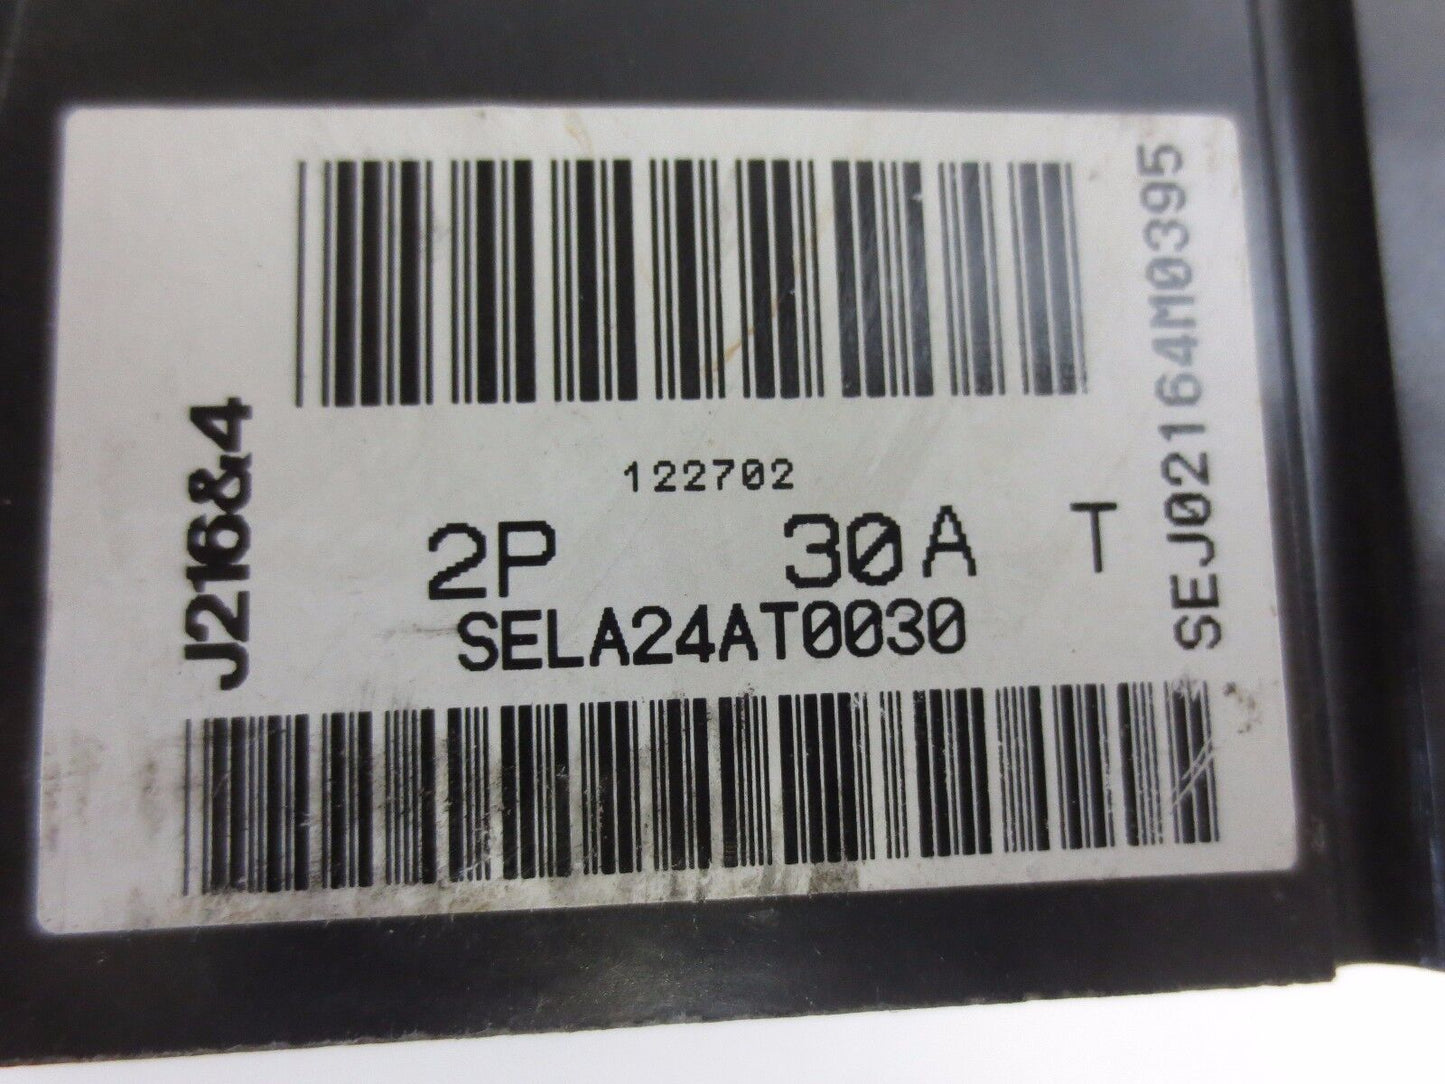 J216&4
122702
2P 30A T
SELA24AT0030
SEJ02164M0395